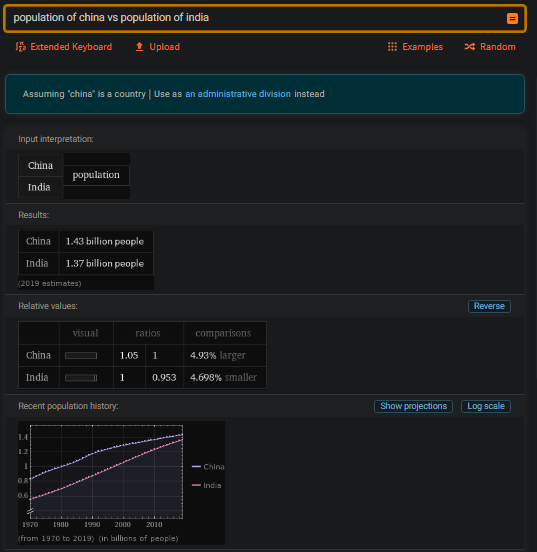 population of china vs population of india
Extended Keyboard Upload Examples Random
Assuming "china" is a country | Use as an administrative division instead
Input interpretation:
China
population
India
Results:
China 1.43 billion people
India 1.37 billion people
(2019 estimates)
Relative values: Reverse
visual ratios comparisons
China 1.05 1 4.93% larger
India 1 0.953 4.698% smaller
Recent population history: Show projections Log scale
1.4
1.2
1
0.8
0.6
China
India
1970 1980 1990 2000 2010
(from 1970 to 2019) (in billions of people)